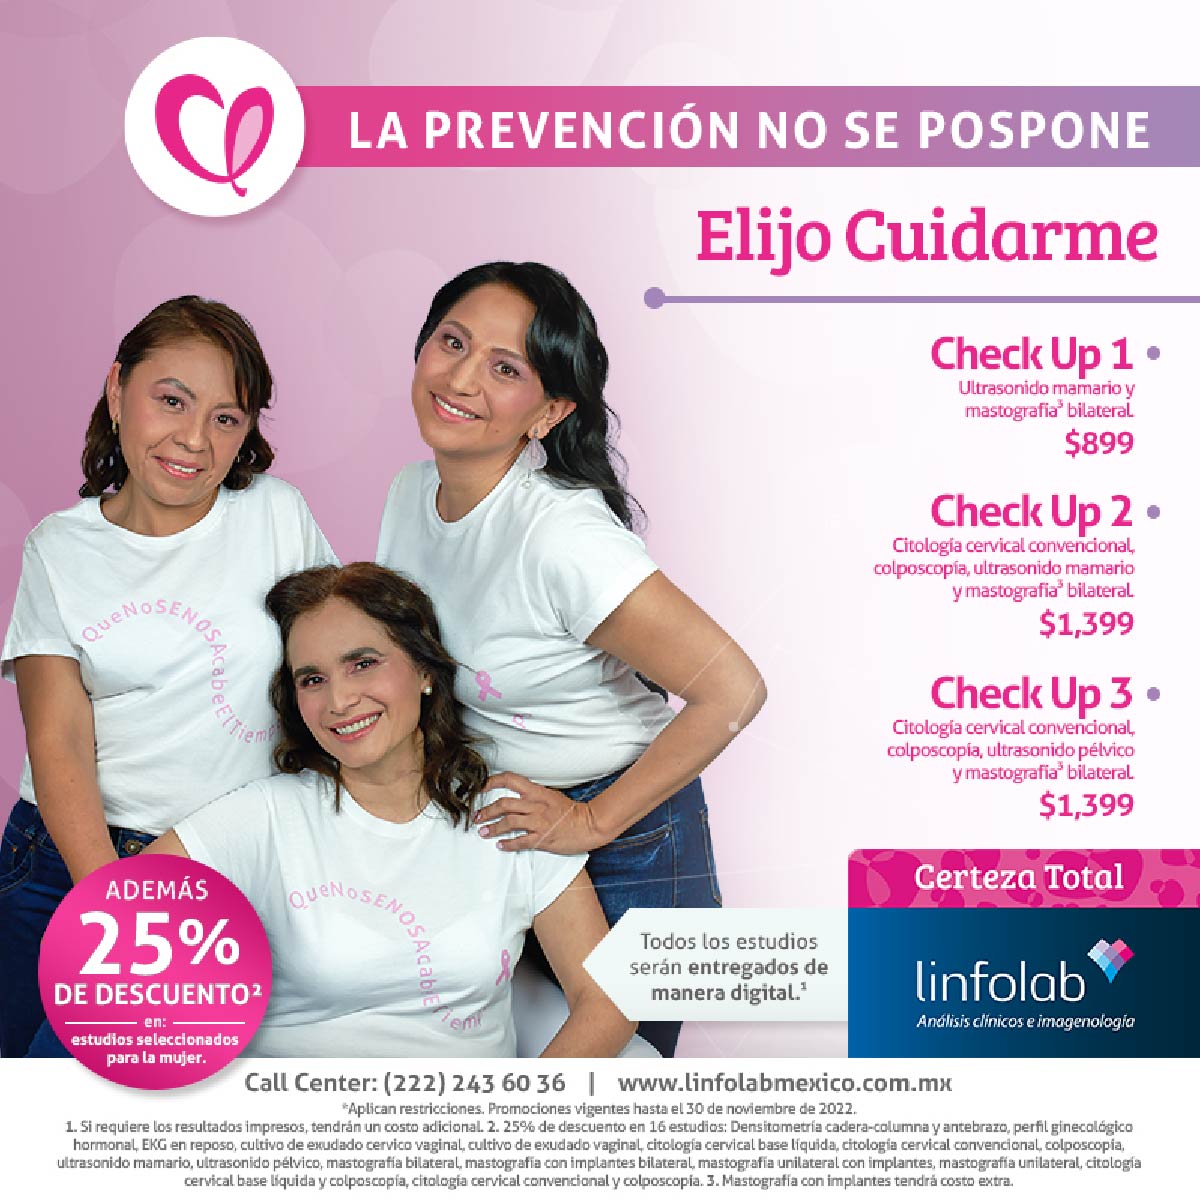 LA PREVENCIÓN NO SE POSPONE
Elijo Cuidarme
Check Up 1
Ultrasonido mamario y
mastografía³ bilateral.
$899
Check Up 2
Citología cervical convencional,
colposcopía, ultrasonido mamario
y mastografía³ bilateral.
$1,399
Check Up 3
Citología cervical convencional,
colposcopía, ultrasonido pélvico
y mastografía³ bilateral.
$1,399
QueNoSENOSAcabeElTiemp
QueNoSENOSAcabElTiem
ADEMÁS
25%
DE DESCUENTO²
en:
estudios seleccionados
para la mujer.
Todos los estudios
serán entregados de
manera digital.¹
Certeza Total
linfolab
Análisis clínicos e imagenología
Call Center: (222) 243 60 36 | www.linfolabmexico.com.mx
*Aplican restricciones. Promociones vigentes hasta el 30 de noviembre de 2022.
1. Si requiere los resultados impresos, tendrán un costo adicional. 2. 25% de descuento en 16 estudios: Densitometría cadera-columna y antebrazo, perfil ginecológico
hormonal, EKG en reposo, cultivo de exudado cervico vaginal, cultivo de exudado vaginal, citología cervical base líquida, citología cervical convencional, colposcopía,
ultrasonido mamario, ultrasonido pélvico, mastografía bilateral, mastografía con implantes bilateral, mastografía unilateral con implantes, mastografía unilateral, citología
cervical base líquida y colposcopía, citología cervical convencional y colposcopía. 3. Mastografía con implantes tendrá costo extra.